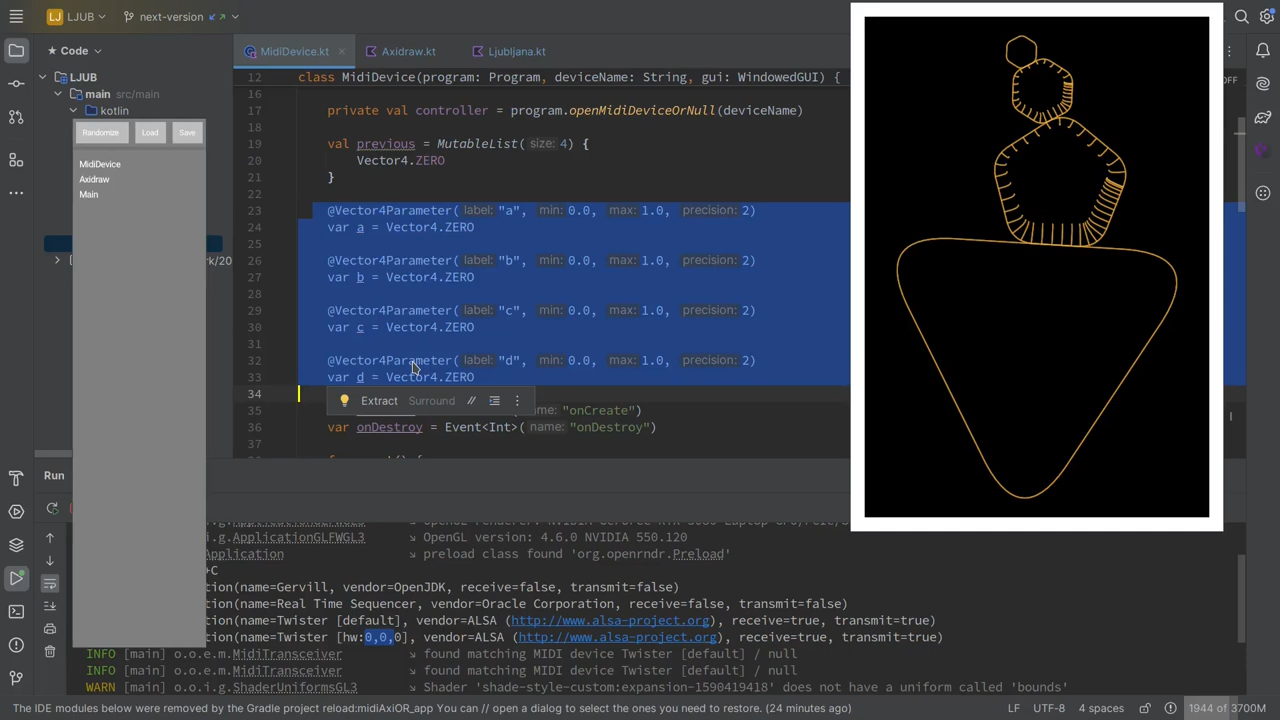 LJ LJUB
next-version
Code
MidiDevice.kt
Axidraw.kt
Ljubljana.kt
LJUB
main src/main
kotlin
Randomize Load Save
MidiDevice
Axidraw
Main
12 class MidiDevice(program: Program, deviceName: String, gui: WindowedGUI) {
16
17 private val controller = program.openMidiDeviceOrNull(deviceName)
18
19 val previous = MutableList( size: 4) {
20 Vector4.ZERO
21 }
22
23 @Vector4Parameter( label: "a", min: 0.0, max: 1.0, precision: 2)
24 var a = Vector4.ZERO
25
26 @Vector4Parameter( label: "b", min: 0.0, max: 1.0, precision: 2)
27 var b = Vector4.ZERO
28
29 @Vector4Parameter( label: "c", min: 0.0, max: 1.0, precision: 2)
30 var c = Vector4.ZERO
31
32 @Vector4Parameter( label: "d", min: 0.0, max: 1.0, precision: 2)
33 var d = Vector4.ZERO
34
Extract Surround //
35 name: "onCreate")
36 var onDestroy = Event<Int>( name: "onDestroy")
37
OFF
rk/20
Run
i.g.ApplicationGLFWGL3 ↘ OpenGL version: 4.6.0 NVIDIA 550.120
Application ↘ preload class found 'org.openrndr.Preload'
+C
tion(name=Gervill, vendor=OpenJDK, receive=false, transmit=false)
tion(name=Real Time Sequencer, vendor=Oracle Corporation, receive=false, transmit=false)
tion(name=Twister [default], vendor=ALSA (http://www.alsa-project.org), receive=true, transmit=true)
tion(name=Twister [hw:0,0,0], vendor=ALSA (http://www.alsa-project.org), receive=true, transmit=true)
INFO [main] o.o.e.m.MidiTransceiver ↘ found matching MIDI device Twister [default] / null
INFO [main] o.o.e.m.MidiTransceiver ↘ found matching MIDI device Twister [default] / null
WARN [main] o.o.i.g.ShaderUniformsGL3 ↘ Shader 'shade-style-custom:expansion-1590419418' does not have a uniform called 'bounds'
The IDE modules below were removed by the Gradle project reload:midiAxiOR_app You can // open a dialog to select the ones you need to restore. (24 minutes ago)
LF UTF-8 4 spaces 1944 of 3700M